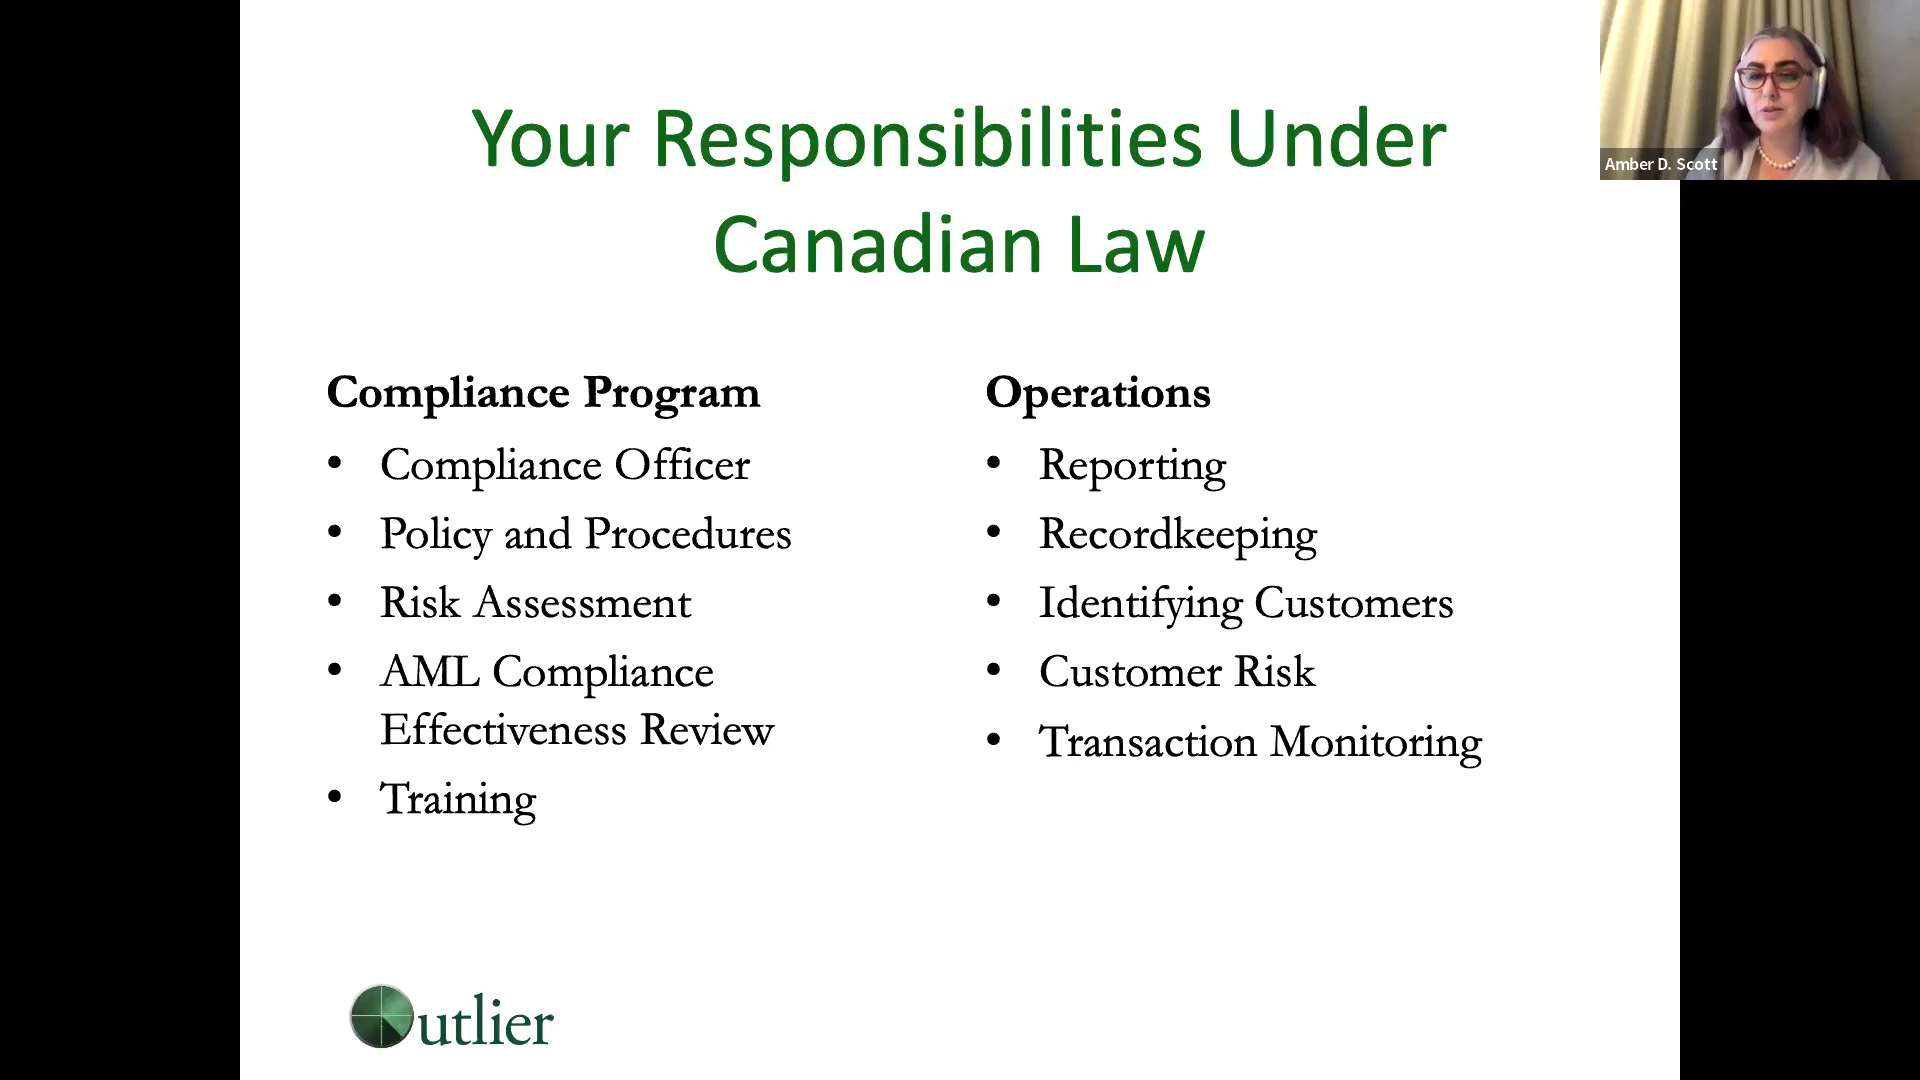 Your Responsibilities Under
Canadian Law
Amber D. Scott
Compliance Program
• Compliance Officer
• Policy and Procedures
• Risk Assessment
• AML Compliance
Effectiveness Review
• Training
Operations
• Reporting
• Recordkeeping
• Identifying Customers
• Customer Risk
• Transaction Monitoring
Outlier